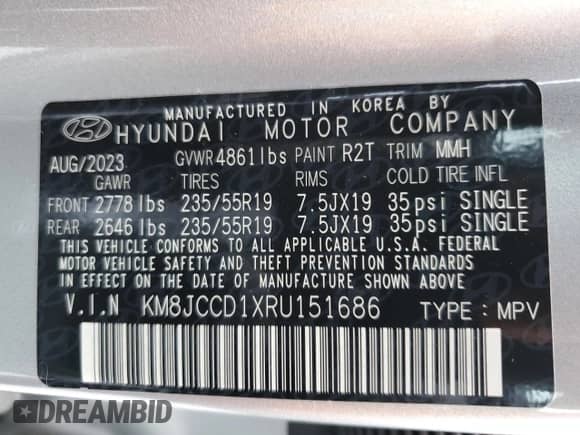 MANUFACTURED IN KOREA BY
HYUNDAI MOTOR COMPANY
AUG/2023 GVWR 4861lbs PAINT R2T TRIM MMH
GAWR TIRES RIMS COLD TIRE INFL
FRONT 2778 lbs 235/55R19 7.5JX19 35psi SINGLE
REAR 2646 lbs 235/55R19 7.5JX19 35psi SINGLE
THIS VEHICLE CONFORMS TO ALL APPLICABLE U.S.A. FEDERAL
MOTOR VEHICLE SAFETY AND THEFT PREVENTION STANDARDS
IN EFFECT ON THE DATE OF MANUFACTURE SHOWN ABOVE.
V.I.N KM8JCCD1XRU151686 TYPE : MPV
DREAMBID